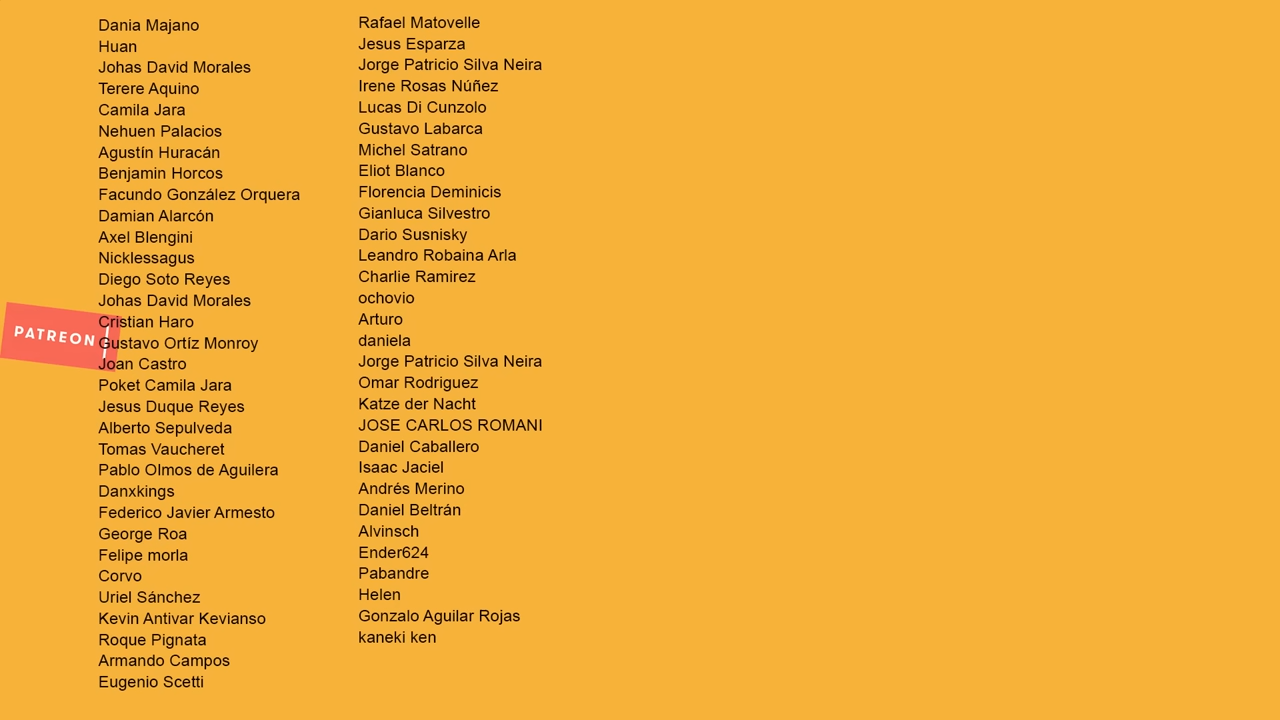 Dania Majano
Huan
Johas David Morales
Terere Aquino
Camila Jara
Nehuen Palacios
Agustín Huracán
Benjamin Horcos
Facundo González Orquera
Damian Alarcón
Axel Blengini
Nicklessagus
Diego Soto Reyes
Johas David Morales
Cristian Haro
Gustavo Ortíz Monroy
Joan Castro
Poket Camila Jara
Jesus Duque Reyes
Alberto Sepulveda
Tomas Vaucheret
Pablo Olmos de Aguilera
Danxkings
Federico Javier Armesto
George Roa
Felipe morla
Corvo
Uriel Sánchez
Kevin Antivar Kevianso
Roque Pignata
Armando Campos
Eugenio Scetti
PATREON
Rafael Matovelle
Jesus Esparza
Jorge Patricio Silva Neira
Irene Rosas Núñez
Lucas Di Cunzolo
Gustavo Labarca
Michel Satrano
Eliot Blanco
Florencia Deminicis
Gianluca Silvestro
Dario Susnisky
Leandro Robaina Arla
Charlie Ramirez
ochovio
Arturo
daniela
Jorge Patricio Silva Neira
Omar Rodriguez
Katze der Nacht
JOSE CARLOS ROMANI
Daniel Caballero
Isaac Jaciel
Andrés Merino
Daniel Beltrán
Alvinsch
Ender624
Pabandre
Helen
Gonzalo Aguilar Rojas
kaneki ken